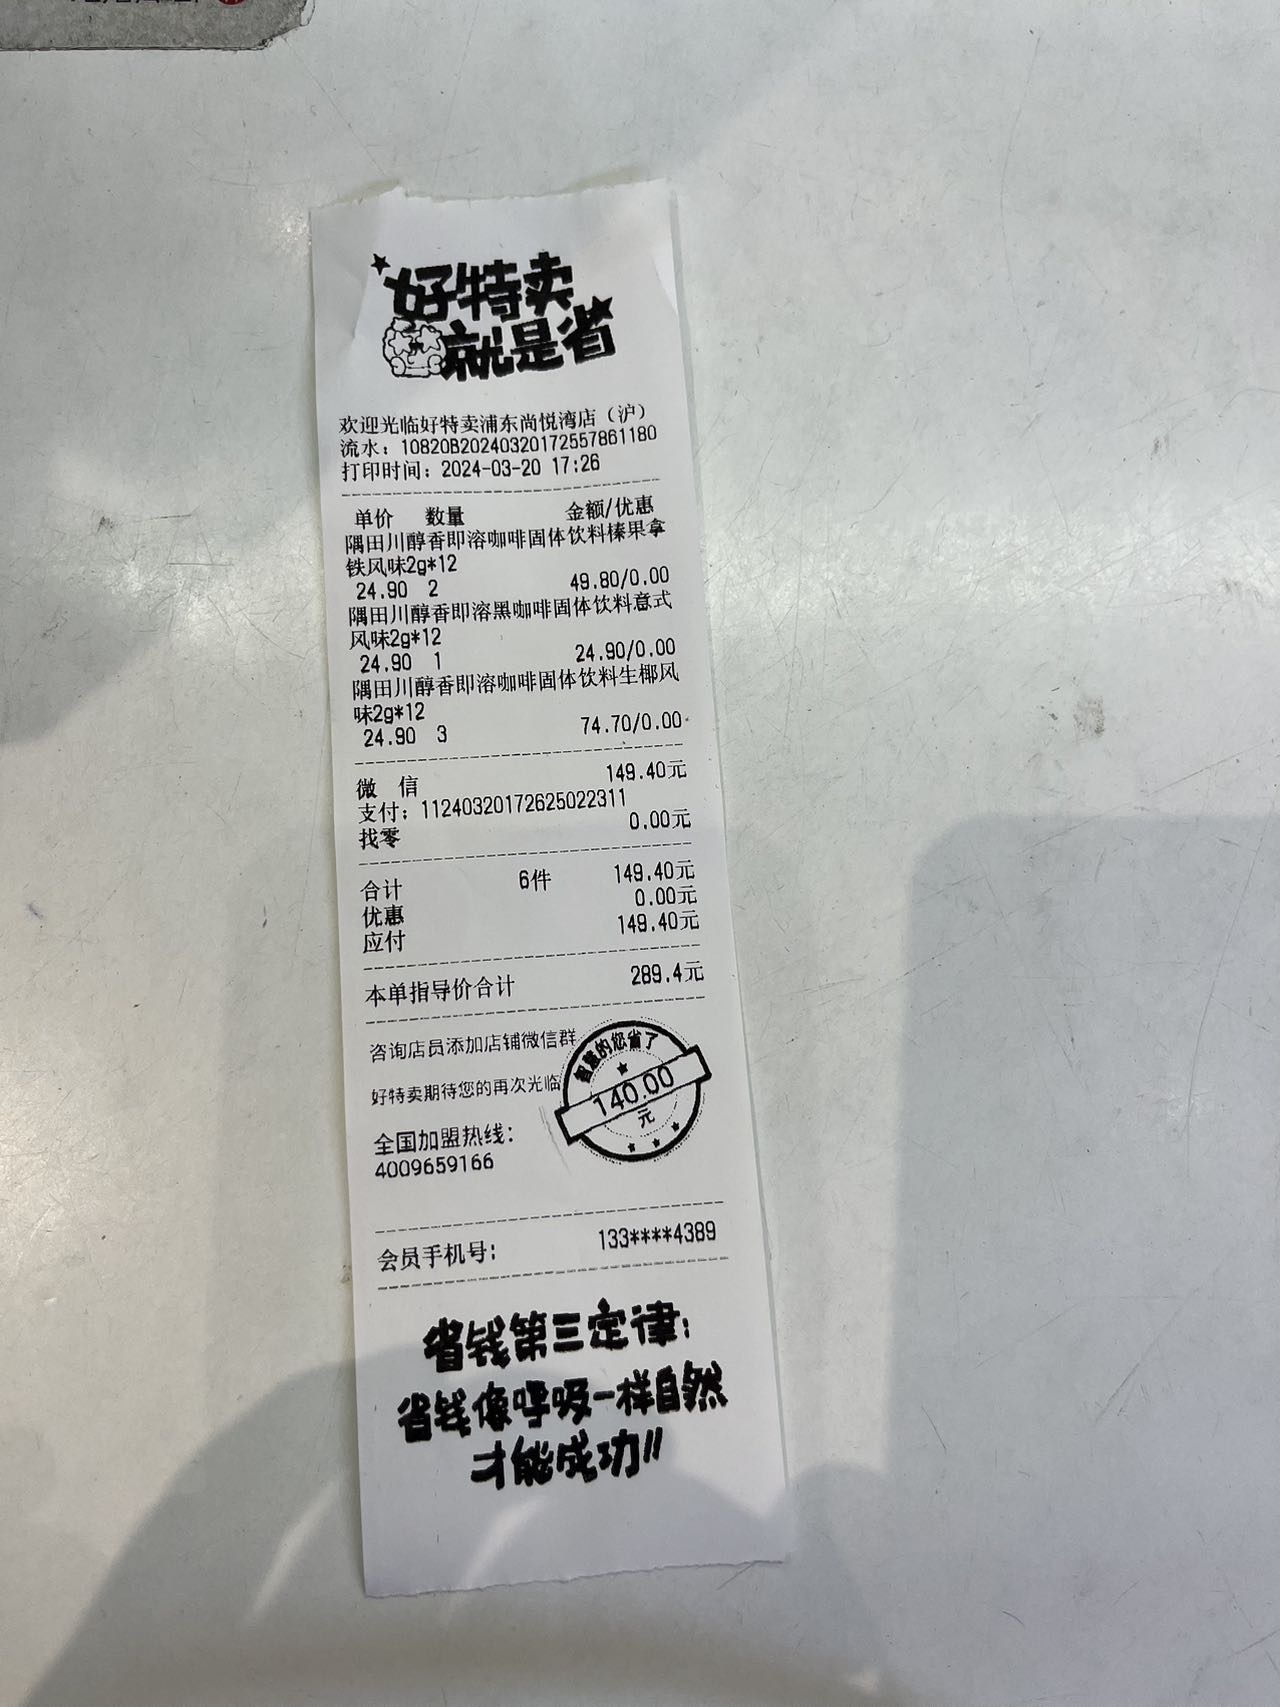 好特卖
就是省
欢迎光临好特卖浦东尚悦湾店（沪）
流水：10820B20240320172557861180
打印时间：2024-03-20 17:26
单价 数量 金额/优惠
隅田川醇香即溶咖啡固体饮料榛果拿
铁风味2g*12
24.90 2 49.80/0.00
隅田川醇香即溶黑咖啡固体饮料意式
风味2g*12
24.90 1 24.90/0.00
隅田川醇香即溶咖啡固体饮料生椰风
味2g*12
24.90 3 74.70/0.00
微 信 149.40元
支付：11240320172625022311
找零 0.00元
合计 6件 149.40元
优惠 0.00元
应付 149.40元
本单指导价合计 289.4元
咨询店员添加店铺微信群
好特卖期待您的再次光临
智慧的您省了
140.00
元
全国加盟热线：
4009659166
会员手机号： 133****4389
省钱第三定律：
省钱像呼吸一样自然
才能成功!!